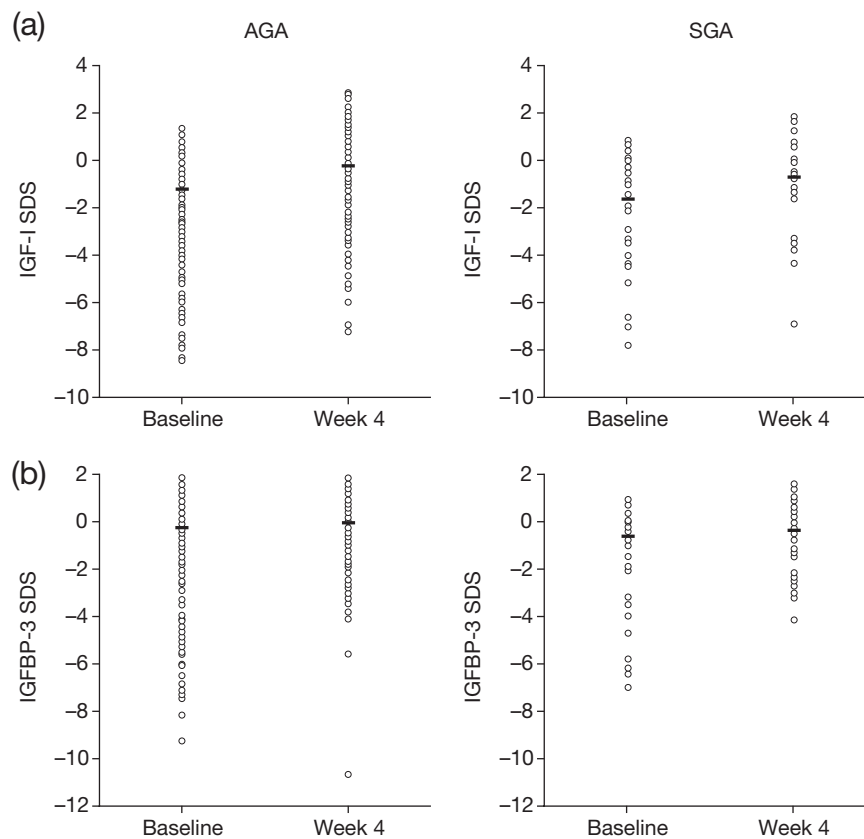 (a)
AGA
SGA
IGF-I SDS
4
2
0
–2
–4
–6
–8
–10
Baseline
Week 4
IGF-I SDS
4
2
0
–2
–4
–6
–8
–10
Baseline
Week 4
(b)
IGFBP-3 SDS
2
0
–2
–4
–6
–8
–10
–12
Baseline
Week 4
IGFBP-3 SDS
2
0
–2
–4
–6
–8
–10
–12
Baseline
Week 4